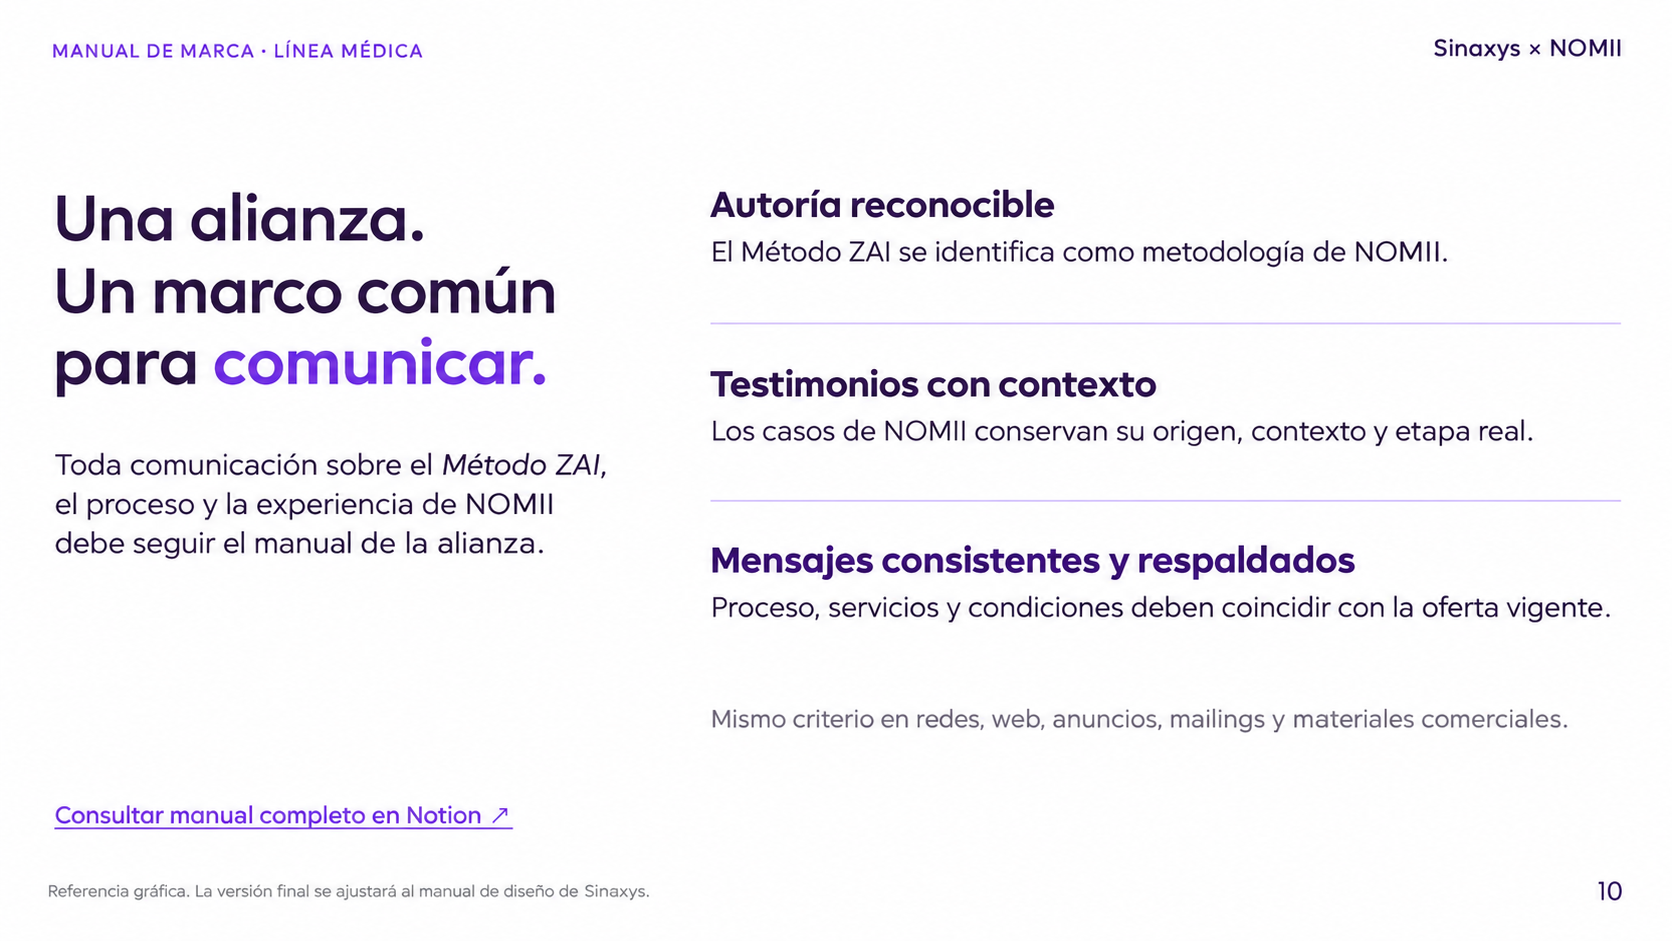 MANUAL DE MARCA • LÍNEA MÉDICA
Sinaxys × NOMII
Una alianza.
Un marco común
para comunicar.
Toda comunicación sobre el Método ZAI,
el proceso y la experiencia de NOMII
debe seguir el manual de la alianza.
Autoría reconocible
El Método ZAI se identifica como metodología de NOMII.
Testimonios con contexto
Los casos de NOMII conservan su origen, contexto y etapa real.
Mensajes consistentes y respaldados
Proceso, servicios y condiciones deben coincidir con la oferta vigente.
Mismo criterio en redes, web, anuncios, mailings y materiales comerciales.
Consultar manual completo en Notion ↗
Referencia gráfica. La versión final se ajustará al manual de diseño de Sinaxys.
10